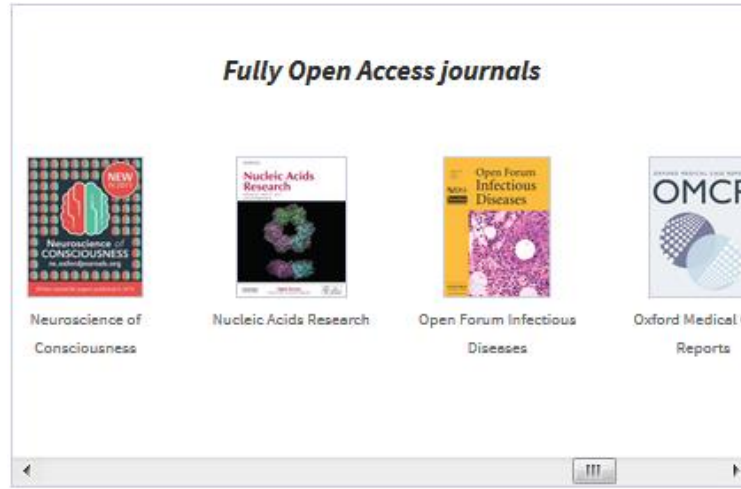 Fully Open Access journals
NEW
Neuroscience of
CONSCIOUSNESS
Nucleic Acids
Research
Open Forum
Infectious
Diseases
OMCR
Neuroscience of
Consciousness
Nucleic Acids Research
Open Forum Infectious
Diseases
Oxford Medical
Reports